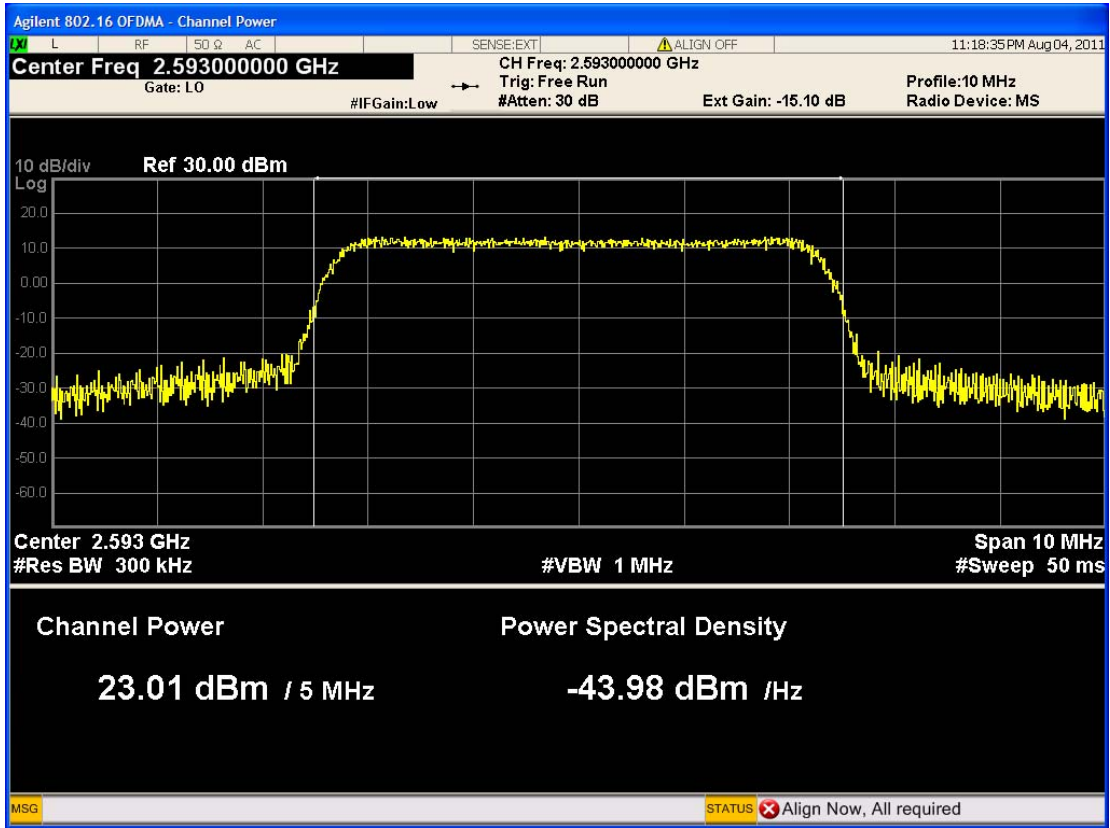 Agilent 802.16 OFDMA - Channel Power
LXI L RF 50 Ω AC SENSE:EXT ALIGN OFF 11:18:35 PM Aug 04, 2011
Center Freq 2.593000000 GHz CH Freq: 2.593000000 GHz
Gate: LO Trig: Free Run Profile:10 MHz
#IFGain:Low #Atten: 30 dB Ext Gain: -15.10 dB Radio Device: MS
10 dB/div Ref 30.00 dBm
Log
20.0
10.0
0.00
-10.0
-20.0
-30.0
-40.0
-50.0
-60.0
Center 2.593 GHz Span 10 MHz
#Res BW 300 kHz #VBW 1 MHz #Sweep 50 ms
Channel Power Power Spectral Density
23.01 dBm / 5 MHz -43.98 dBm /Hz
MSG STATUS Align Now, All required